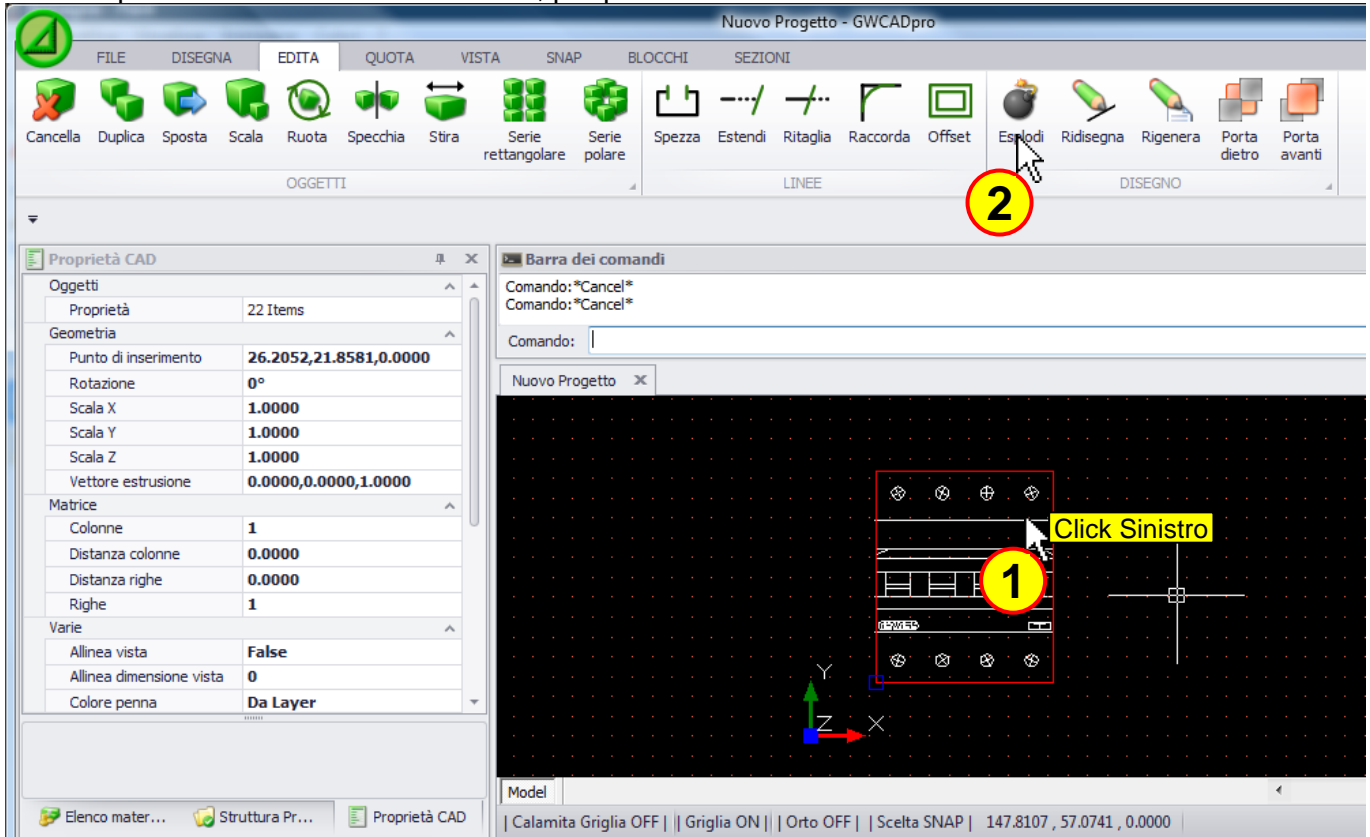 Nuovo Progetto - GWCADpro
FILE DISEGNA EDITA QUOTA VISTA SNAP BLOCCHI SEZIONI
Cancella Duplica Sposta Scala Ruota Specchia Stira Serie rettangolare Serie polare Spezza Estendi Ritaglia Raccorda Offset Esplodi Ridisegna Rigenera Porta dietro Porta avanti
OGGETTI LINEE DISEGNO
2
Proprietà CAD
Oggetti
Proprietà 22 Items
Geometria
Punto di inserimento 26.2052,21.8581,0.0000
Rotazione 0°
Scala X 1.0000
Scala Y 1.0000
Scala Z 1.0000
Vettore estrusione 0.0000,0.0000,1.0000
Matrice
Colonne 1
Distanza colonne 0.0000
Distanza righe 0.0000
Righe 1
Varie
Allinea vista False
Allinea dimensione vista 0
Colore penna Da Layer
Elenco mater... Struttura Pr... Proprietà CAD
Barra dei comandi
Comando:*Cancel*
Comando:*Cancel*
Comando:
Nuovo Progetto
Click Sinistro
1
Y
Z X
Model
| Calamita Griglia OFF | | Griglia ON | | Orto OFF | | Scelta SNAP | 147.8107 , 57.0741 , 0.0000